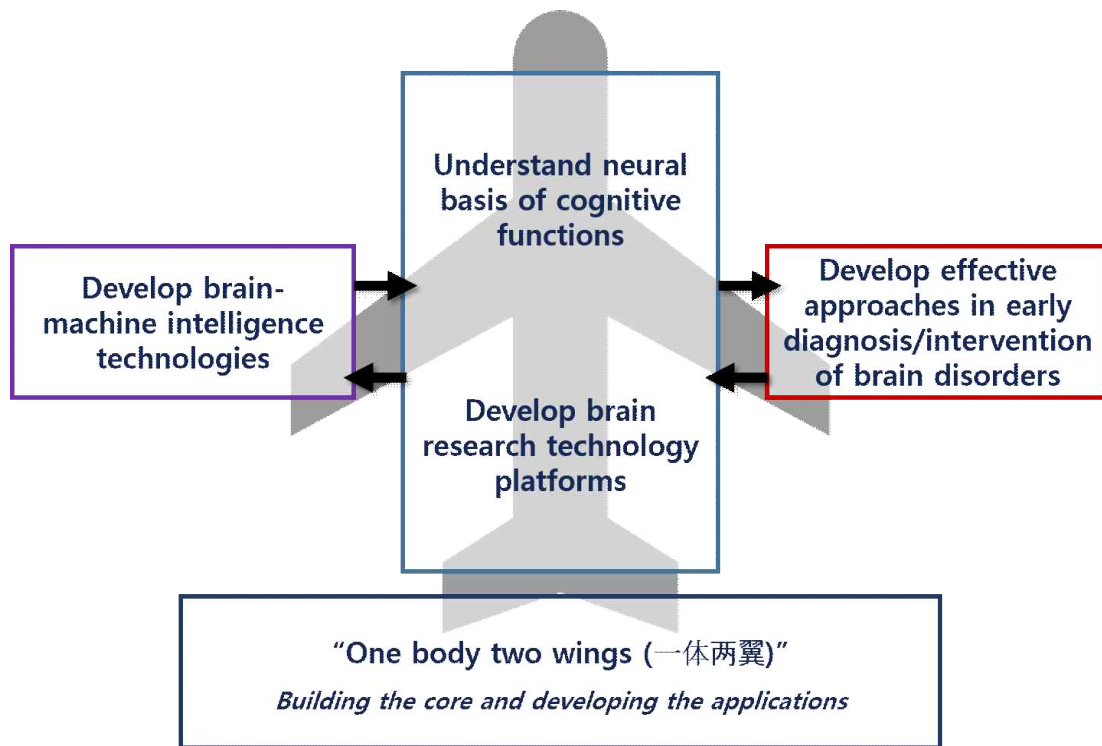 Understand neural
basis of cognitive
functions
Develop brain-
machine intelligence
technologies
Develop effective
approaches in early
diagnosis/intervention
of brain disorders
Develop brain
research technology
platforms
“One body two wings (一体两翼)”
Building the core and developing the applications